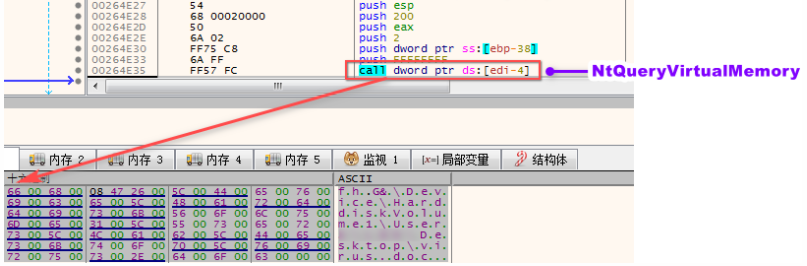 00264E27 54 push esp
00264E28 68 00020000 push 200
00264E2D 50 push eax
00264E2E 6A 02 push 2
00264E30 FF75 C8 push dword ptr ss:[ebp-38]
00264E33 6A FF push FFFFFFFF
00264E35 FF57 FC call dword ptr ds:[edi-4] NtQueryVirtualMemory
内存 2 内存 3 内存 4 内存 5 监视 1 |x=| 局部变量 结构体
ASCII
66 00 68 00 08 47 26 00 5C 00 44 00 65 00 76 00 f.h..G&.\.D.e.v.
69 00 63 00 65 00 5C 00 48 00 61 00 72 00 64 00 i.c.e.\.H.a.r.d.
64 00 69 00 73 00 6B 00 56 00 6F 00 6C 00 75 00 d.i.s.k.V.o.l.u.
6D 00 65 00 31 00 5C 00 55 00 73 00 65 00 72 00 m.e.1.\.U.s.e.r.
73 00 5C 00 4C 00 61 00 62 00 5C 00 44 00 65 00 D.e.
73 00 6B 00 74 00 6F 00 70 00 5C 00 76 00 69 00 s.k.t.o.p.\.v.i.
72 00 75 00 73 00 2E 00 64 00 6F 00 63 00 00 00 r.u.s...d.o.c...